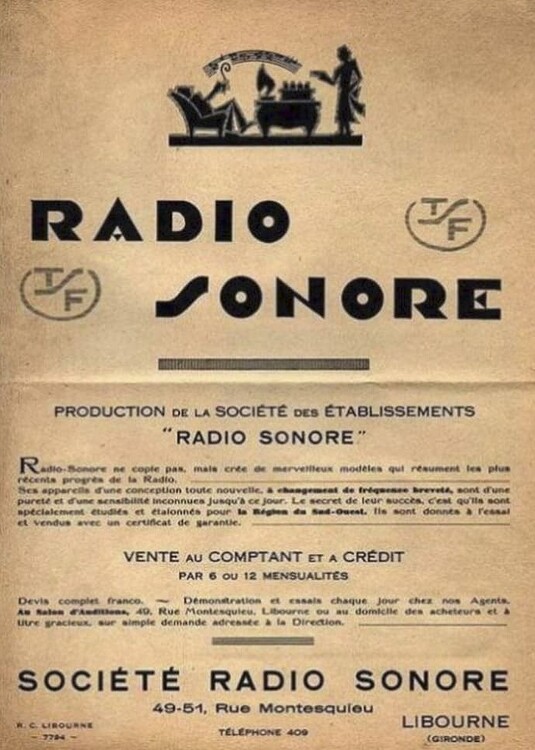 RADIO
TSF
TSF
SONORE
PRODUCTION DE LA SOCIÉTÉ DES ÉTABLISSEMENTS
"RADIO SONORE"
Radio-Sonore ne copie pas, mais crée de merveilleux modèles qui résument les plus
récents progrès de la Radio.
Ses appareils d'une conception toute nouvelle, à changement de fréquence breveté, sont d'une
pureté et d'une sensibilité inconnues jusqu'à ce jour. Le secret de leur succès, c'est qu'ils sont
spécialement étudiés et étalonnés pour la Région du Sud-Ouest. Ils sont donnés à l'essai
et vendus avec un certificat de garantie.
VENTE AU COMPTANT ET A CRÉDIT
PAR 6 OU 12 MENSUALITÉS
Devis complet franco. — Démonstration et essais chaque jour chez nos Agents,
Au Salon d'Auditions, 49, Rue Montesquieu, Libourne ou au domicile des acheteurs et à
titre gracieux, sur simple demande adressée à la Direction.
SOCIÉTÉ RADIO SONORE
49-51, Rue Montesquieu
R. C. LIBOURNE
— 7794 —
TÉLÉPHONE 409
LIBOURNE
(GIRONDE)